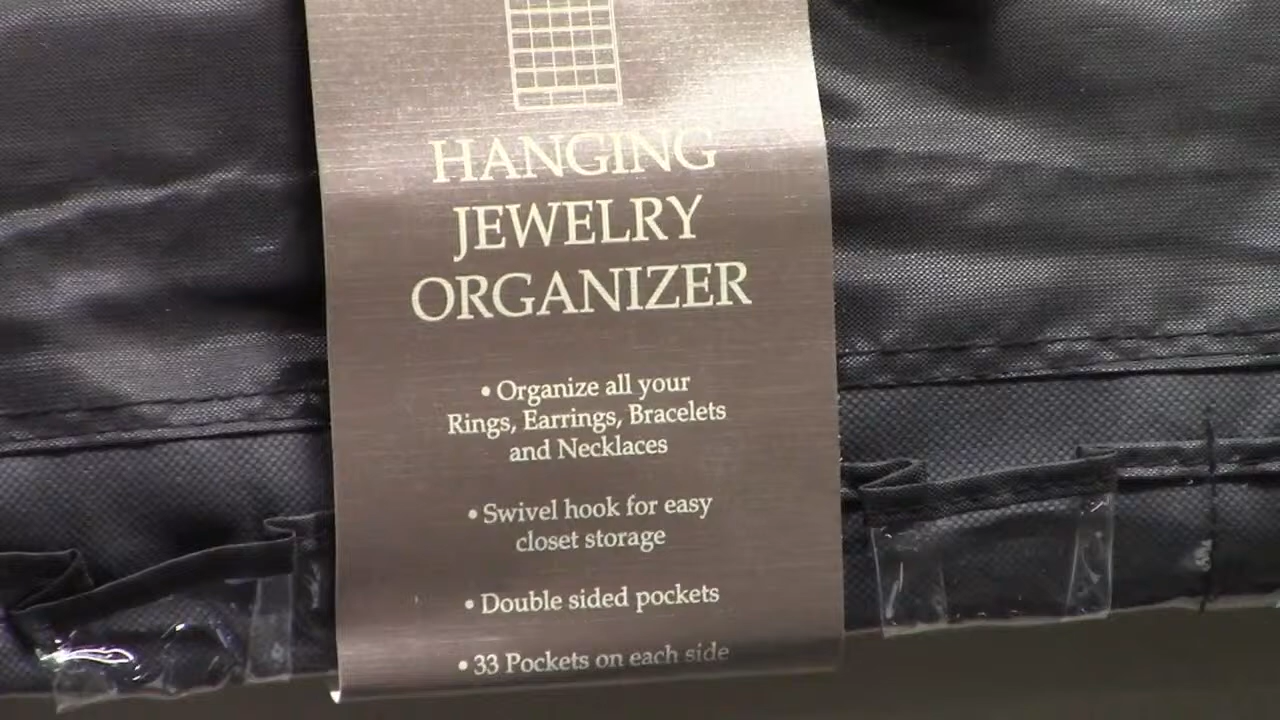 HANGING
JEWELRY
ORGANIZER
• Organize all your
Rings, Earrings, Bracelets
and Necklaces
• Swivel hook for easy
closet storage
• Double sided pockets
• 33 Pockets on each side